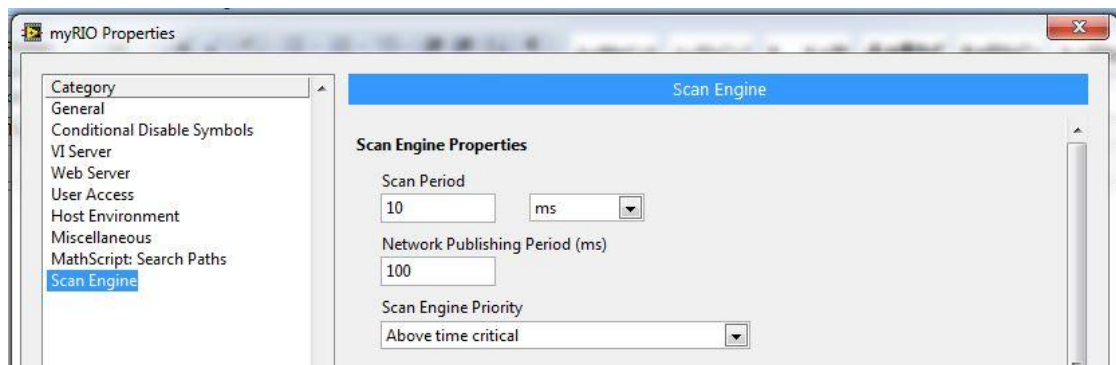 myRIO Properties
Category
General
Conditional Disable Symbols
VI Server
Web Server
User Access
Host Environment
Miscellaneous
MathScript: Search Paths
Scan Engine
Scan Engine
Scan Engine Properties
Scan Period
10 ms
Network Publishing Period (ms)
100
Scan Engine Priority
Above time critical